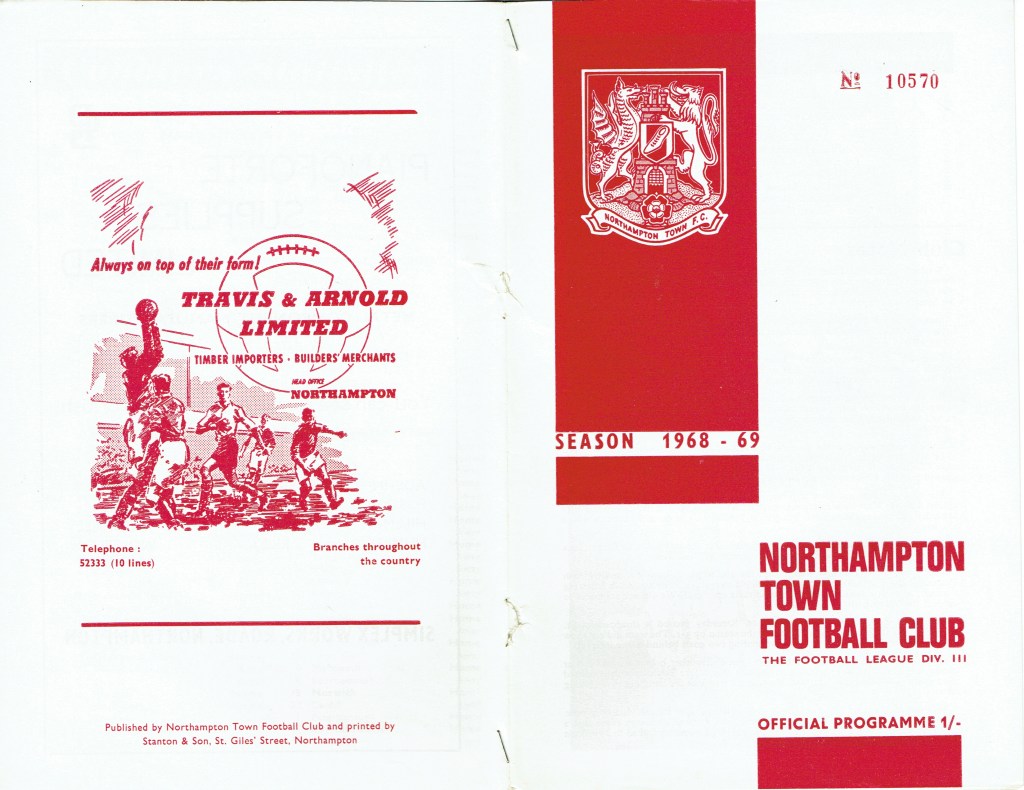 Always on top of their form!
TRAVIS & ARNOLD
LIMITED
TIMBER IMPORTERS · BUILDERS' MERCHANTS
HEAD OFFICE
NORTHAMPTON
Telephone :
52333 (10 lines)
Branches throughout
the country
Published by Northampton Town Football Club and printed by
Stanton & Son, St. Giles' Street, Northampton
Nº 10570
NORTHAMPTON TOWN F.C.
SEASON 1968 - 69
NORTHAMPTON
TOWN
FOOTBALL CLUB
THE FOOTBALL LEAGUE DIV. III
OFFICIAL PROGRAMME 1/-